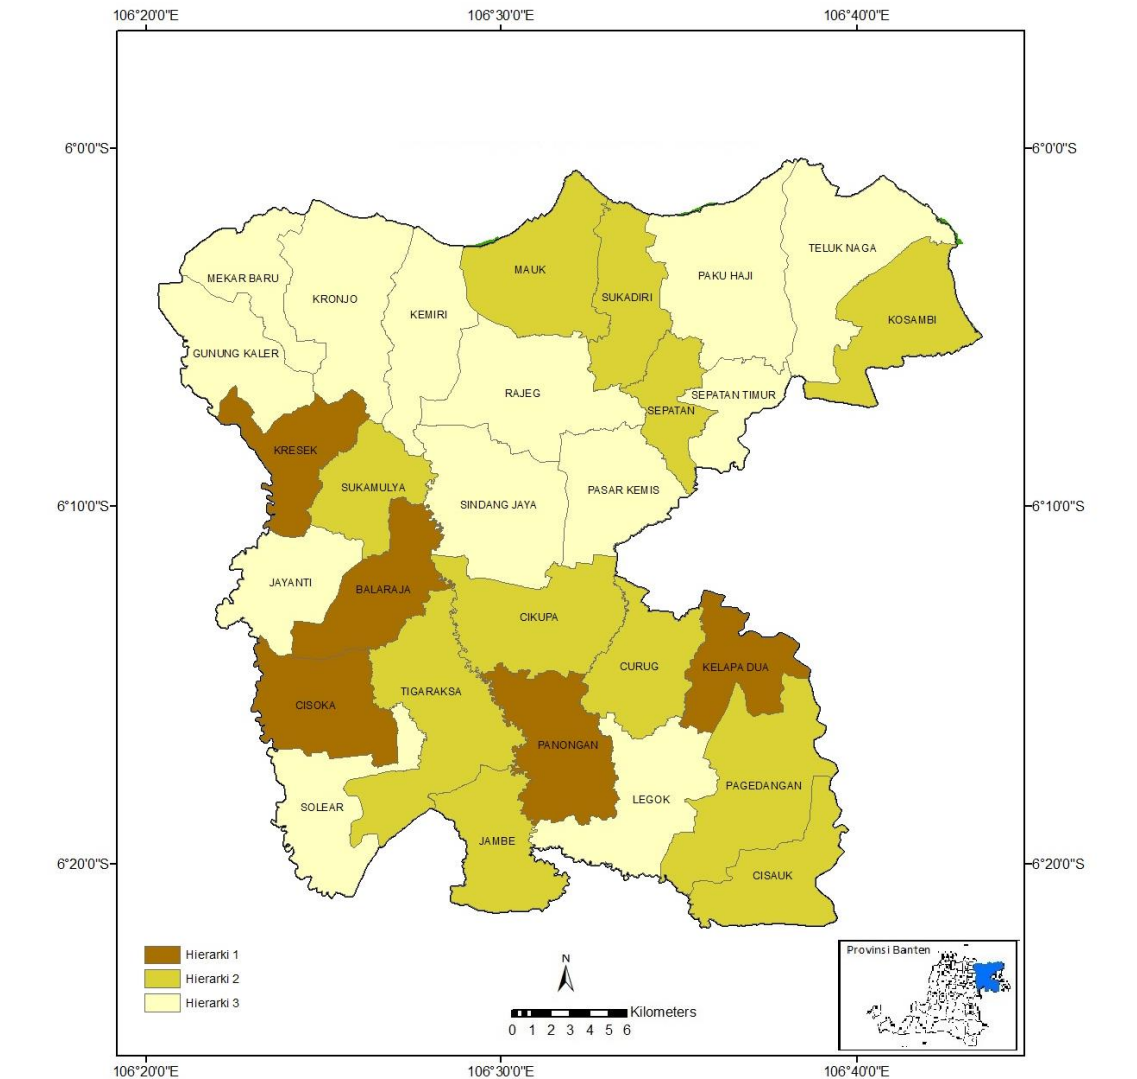 106°20'0"E 106°30'0"E 106°40'0"E
6°0'0"S 6°0'0"S
TELUK NAGA
MAUK
PAKU HAJI
MEKAR BARU
KRONJO
SUKADIRI
KEMIRI
KOSAMBI
GUNUNG KALER
RAJEG
SEPATAN TIMUR
SEPATAN
KRESEK
SUKAMULYA
PASAR KEMIS
SINDANG JAYA
6°10'0"S 6°10'0"S
JAYANTI
BALARAJA
CIKUPA
CURUG
KELAPA DUA
TIGARAKSA
CISOKA
PANONGAN
PAGEDANGAN
LEGOK
SOLEAR
JAMBE
6°20'0"S 6°20'0"S
CISAUK
Hierarki 1
Hierarki 2
Hierarki 3
N
Kilometers
0 1 2 3 4 5 6
Provinsi Banten
106°20'0"E 106°30'0"E 106°40'0"E